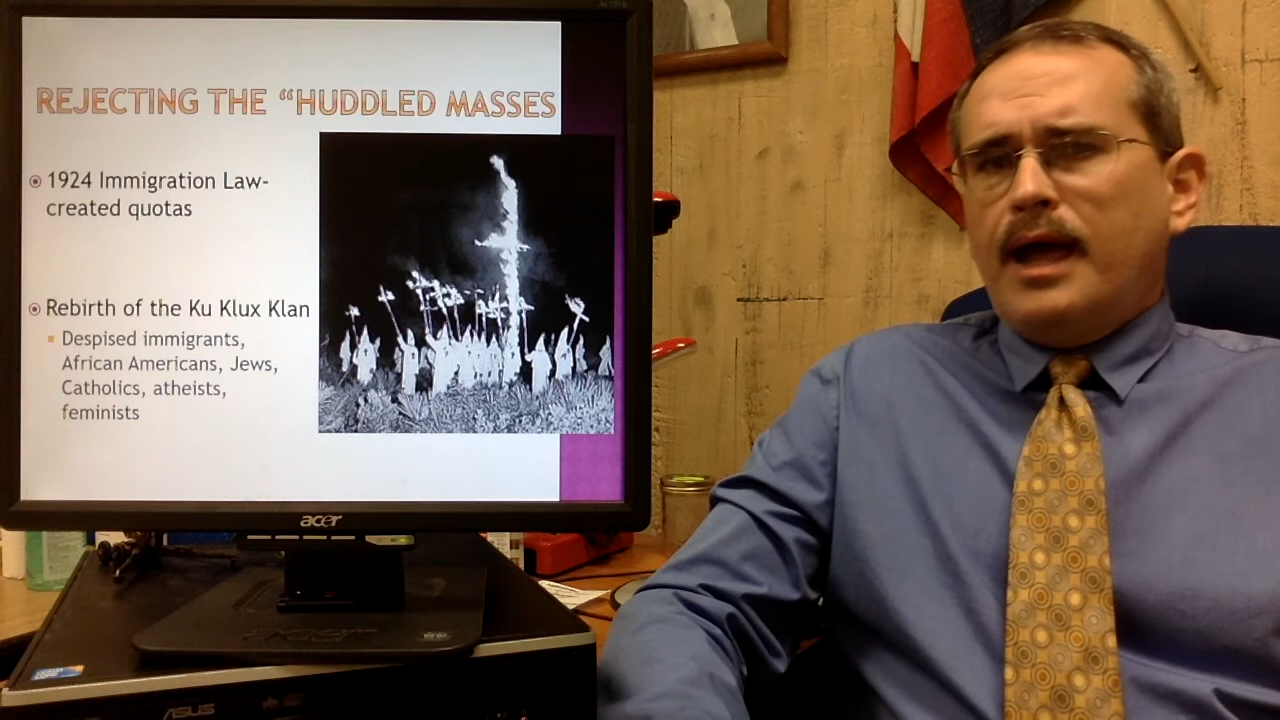 REJECTING THE “HUDDLED MASSES
1924 Immigration Law-
created quotas
Rebirth of the Ku Klux Klan
Despised immigrants,
African Americans, Jews,
Catholics, atheists,
feminists
acer
acer
ASUS